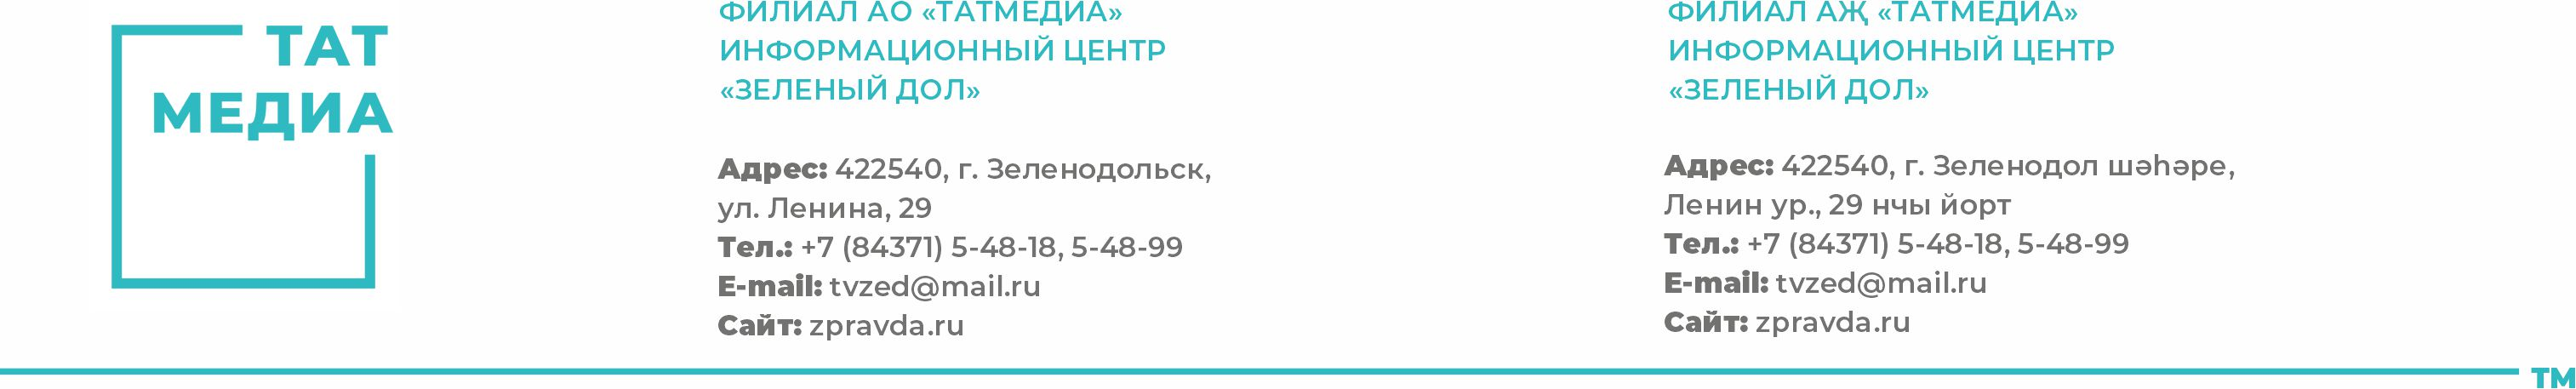 ТАТ
МЕДИА
ФИЛИАЛ АО «ТАТМЕДИА»
ИНФОРМАЦИОННЫЙ ЦЕНТР
«ЗЕЛЕНЫЙ ДОЛ»
Адрес: 422540, г. Зеленодольск,
ул. Ленина, 29
Тел.: +7 (84371) 5-48-18, 5-48-99
E-mail: tvzed@mail.ru
Сайт: zpravda.ru
ФИЛИАЛ АҖ «ТАТМЕДИА»
ИНФОРМАЦИОННЫЙ ЦЕНТР
«ЗЕЛЕНЫЙ ДОЛ»
Адрес: 422540, г. Зеленодол шәһәре,
Ленин ур., 29 нчы йорт
Тел.: +7 (84371) 5-48-18, 5-48-99
E-mail: tvzed@mail.ru
Сайт: zpravda.ru
ТМ